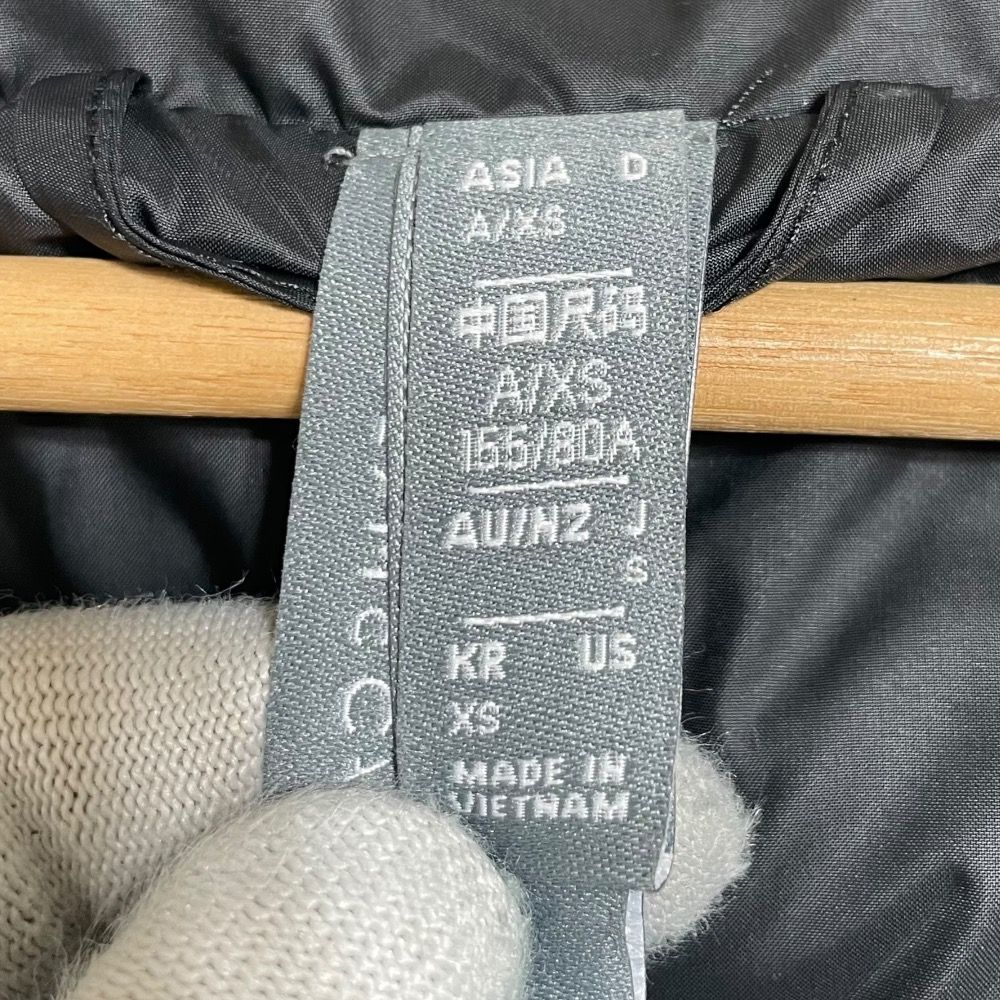 ASIA D
A/XS
中国尺码
A/XS
155/80A
AU/NZ J
S
KR US
XS
MADE IN
VIETNAM